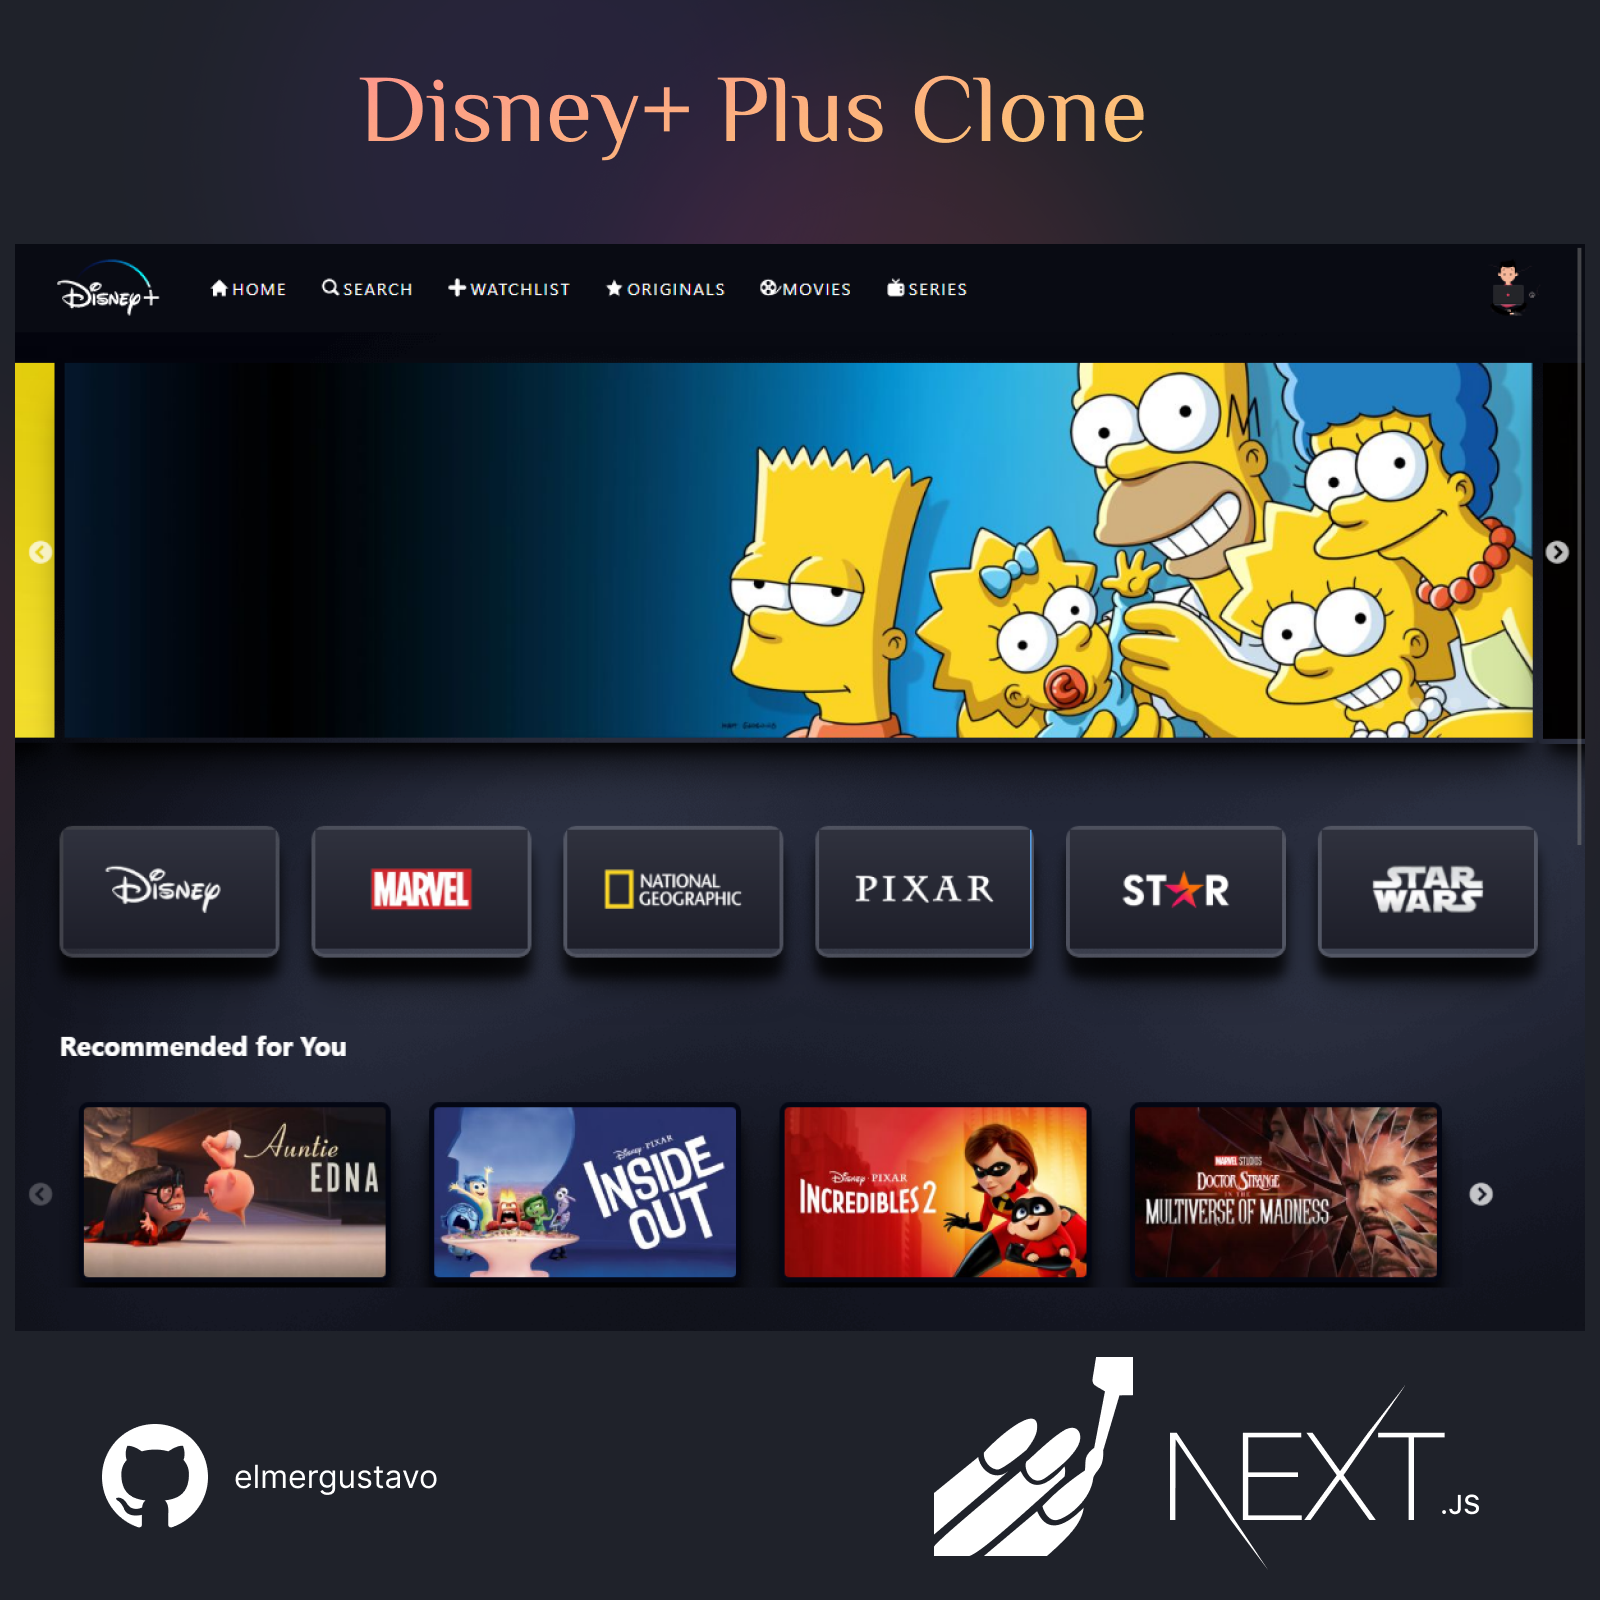 Disney+ Plus Clone
Disney+ HOME SEARCH WATCHLIST ORIGINALS MOVIES SERIES
MATT GROENING
Disney
MARVEL
NATIONAL
GEOGRAPHIC
PIXAR
STAR
STAR
WARS
Recommended for You
Auntie
EDNA
Disney PIXAR
INSIDE
OUT
Disney PIXAR
INCREDIBLES 2
MARVEL STUDIOS
DOCTOR STRANGE
IN THE
MULTIVERSE OF MADNESS
elmergustavo
NEXT.JS